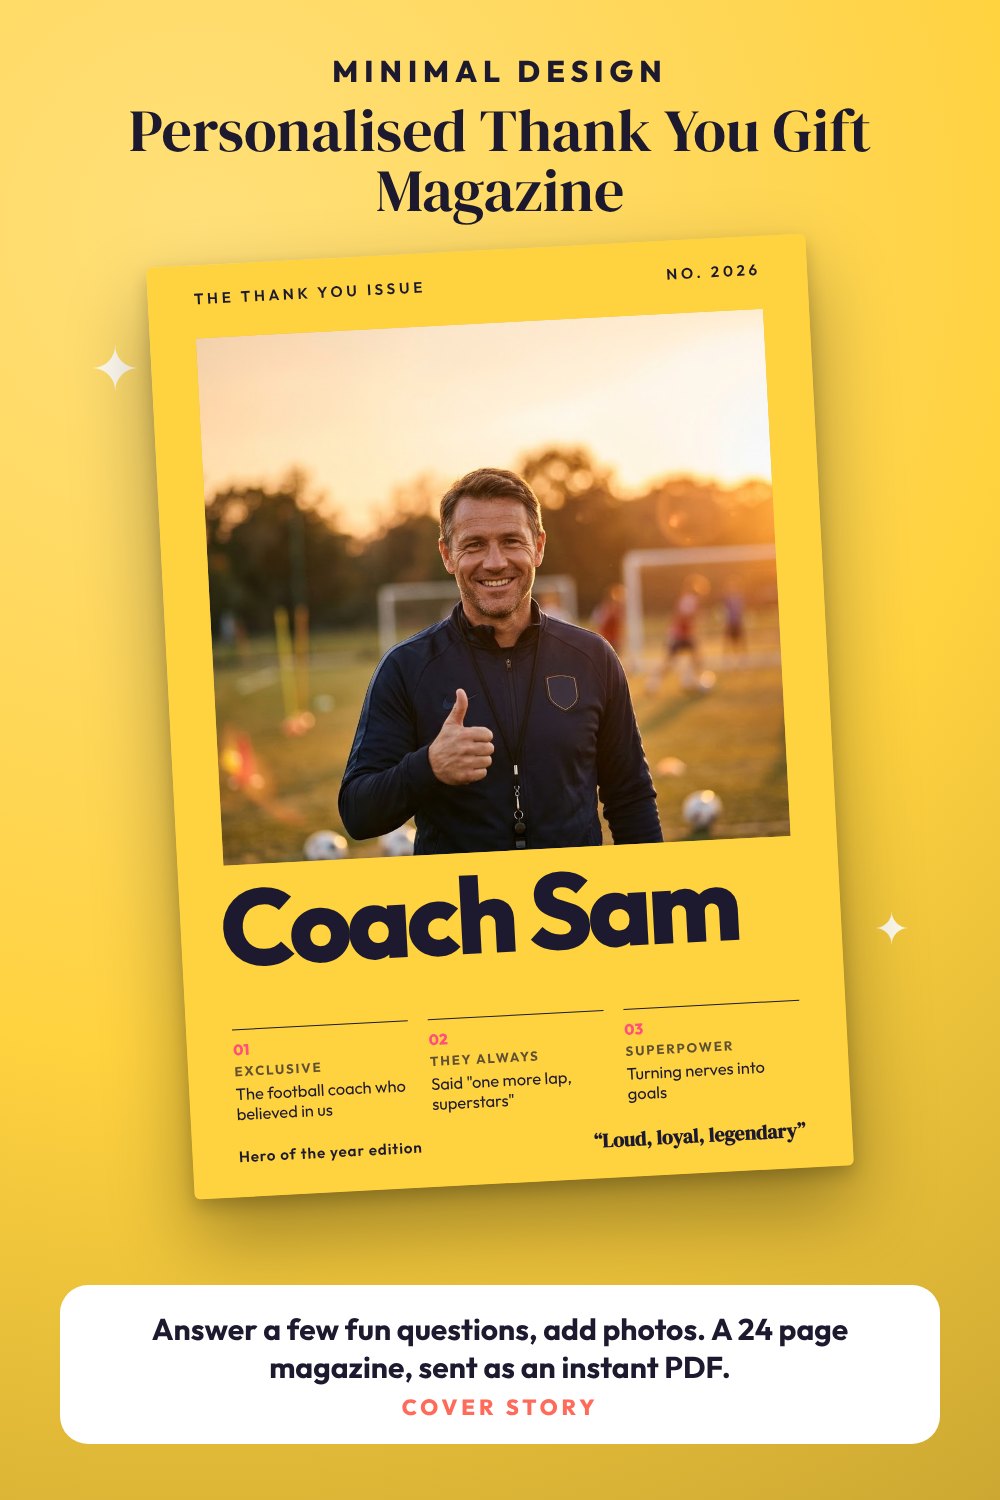 MINIMAL DESIGN
Personalised Thank You Gift
Magazine
THE THANK YOU ISSUE
NO. 2026
Coach Sam
01
EXCLUSIVE
The football coach who
believed in us
02
THEY ALWAYS
Said "one more lap,
superstars"
03
SUPERPOWER
Turning nerves into
goals
Hero of the year edition
“Loud, loyal, legendary”
Answer a few fun questions, add photos. A 24 page
magazine, sent as an instant PDF.
COVER STORY